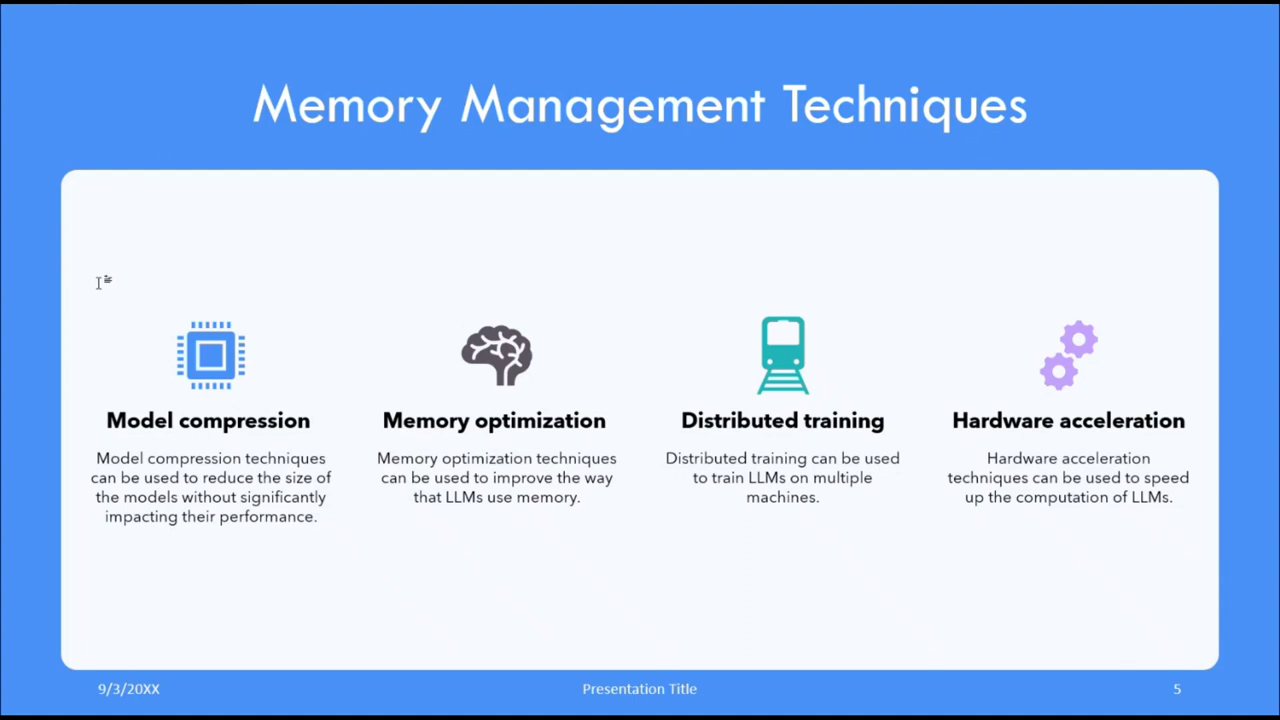 Memory Management Techniques
Model compression
Model compression techniques
can be used to reduce the size of
the models without significantly
impacting their performance.
Memory optimization
Memory optimization techniques
can be used to improve the way
that LLMs use memory.
Distributed training
Distributed training can be used
to train LLMs on multiple
machines.
Hardware acceleration
Hardware acceleration
techniques can be used to speed
up the computation of LLMs.
9/3/20XX
Presentation Title
5